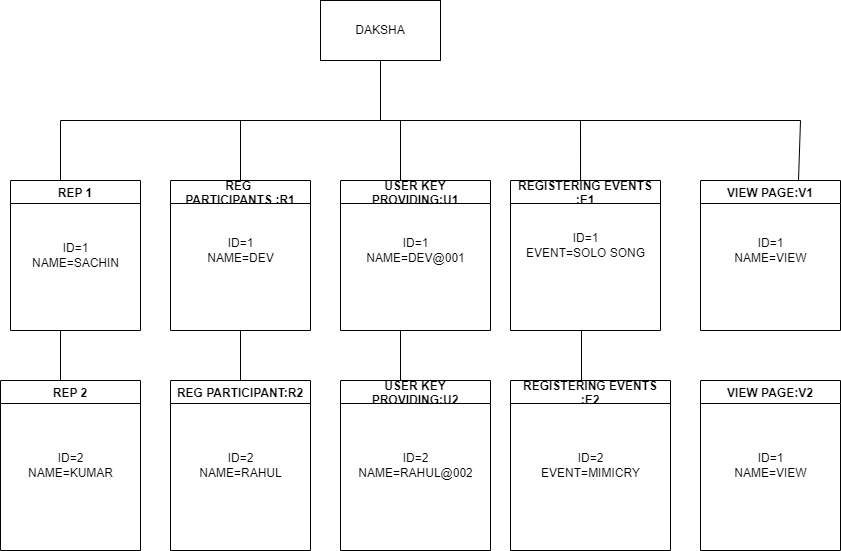 DAKSHA
REP 1
ID=1
NAME=SACHIN
REG
PARTICIPANTS :R1
ID=1
NAME=DEV
USER KEY
PROVIDING:U1
ID=1
NAME=DEV@001
REGISTERING EVENTS
:E1
ID=1
EVENT=SOLO SONG
VIEW PAGE:V1
ID=1
NAME=VIEW
REP 2
ID=2
NAME=KUMAR
REG PARTICIPANT:R2
ID=2
NAME=RAHUL
USER KEY
PROVIDING:U2
ID=2
NAME=RAHUL@002
REGISTERING EVENTS
:E2
ID=2
EVENT=MIMICRY
VIEW PAGE:V2
ID=1
NAME=VIEW